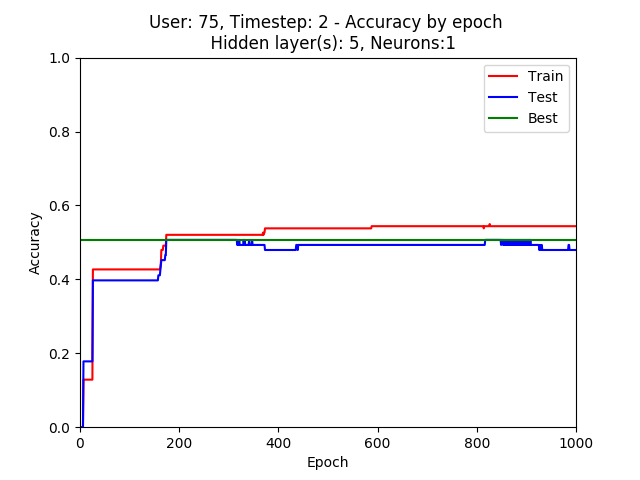 User: 75, Timestep: 2 - Accuracy by epoch
Hidden layer(s): 5, Neurons:1
Train
Test
Best
Accuracy
1.0
0.8
0.6
0.4
0.2
0.0
0 200 400 600 800 1000
Epoch